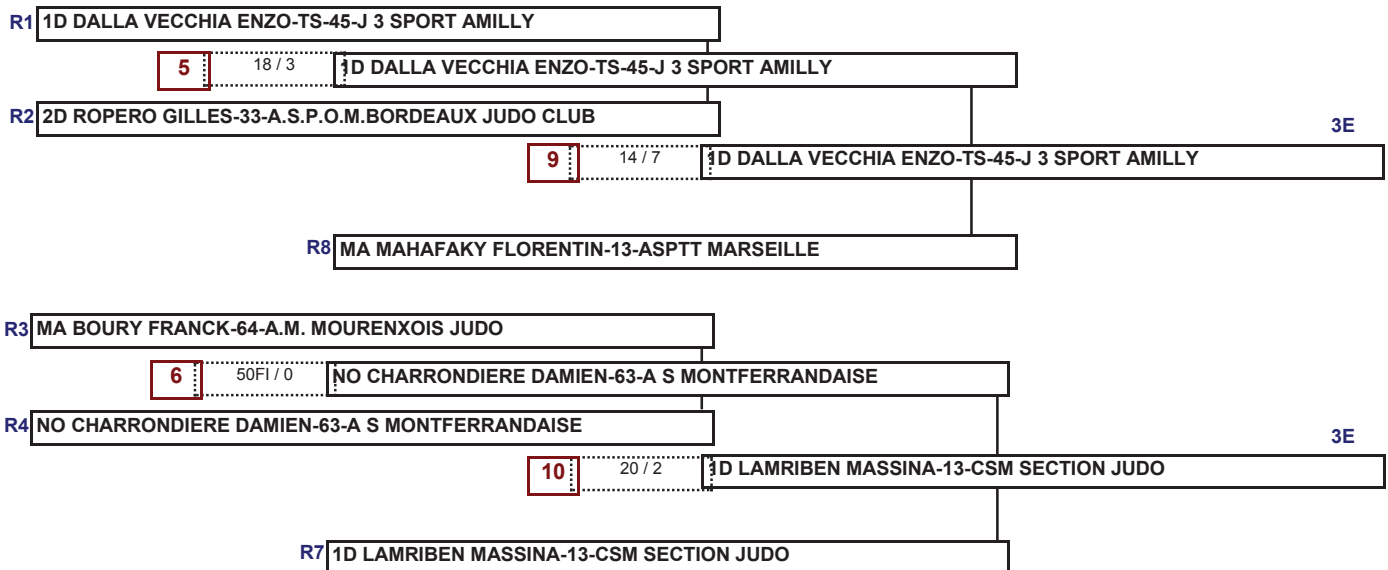 R1 1D DALLA VECCHIA ENZO-TS-45-J 3 SPORT AMILLY
5 18 / 3 1D DALLA VECCHIA ENZO-TS-45-J 3 SPORT AMILLY
R2 2D ROPERO GILLES-33-A.S.P.O.M.BORDEAUX JUDO CLUB
3E
9 14 / 7 1D DALLA VECCHIA ENZO-TS-45-J 3 SPORT AMILLY
R8 MA MAHAFAKY FLORENTIN-13-ASPTT MARSEILLE
R3 MA BOURY FRANCK-64-A.M. MOURENXOIS JUDO
6 50FI / 0 NO CHARRONDIERE DAMIEN-63-A S MONTFERRANDAISE
R4 NO CHARRONDIERE DAMIEN-63-A S MONTFERRANDAISE
3E
10 20 / 2 1D LAMRIBEN MASSINA-13-CSM SECTION JUDO
R7 1D LAMRIBEN MASSINA-13-CSM SECTION JUDO